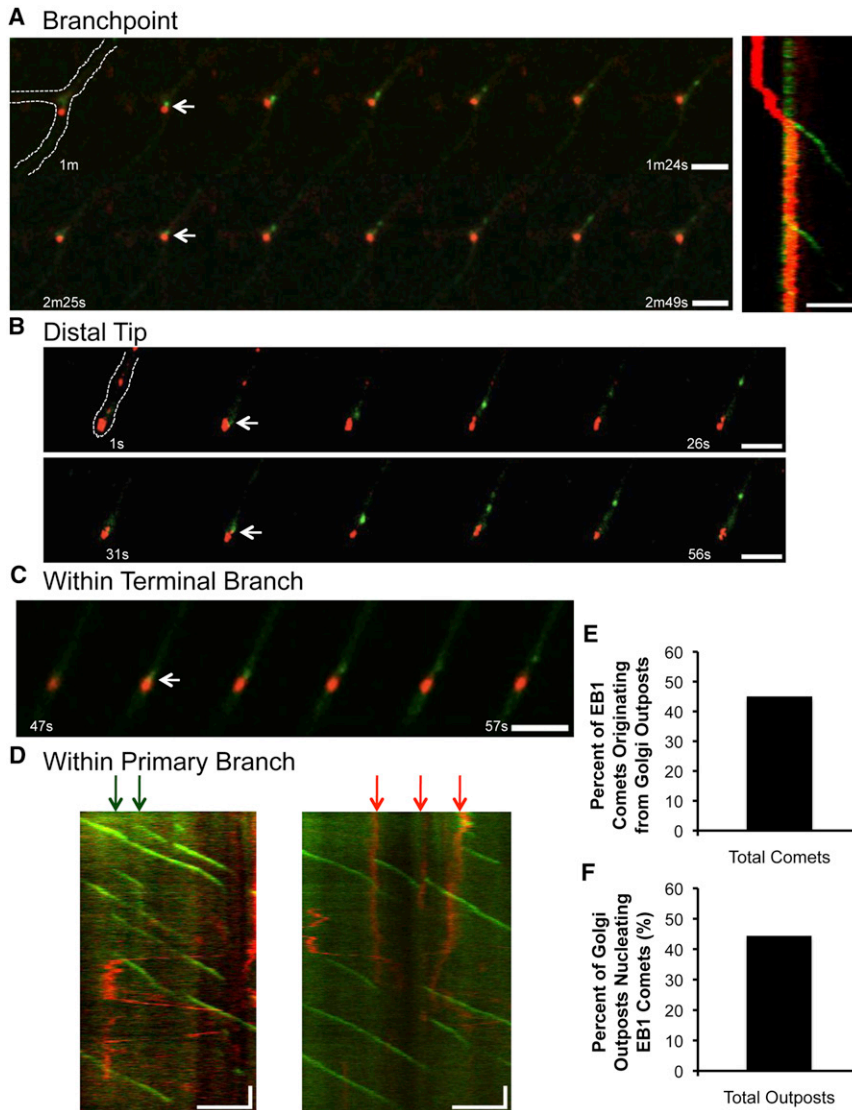 A Branchpoint
1m
1m24s
2m25s
2m49s
B Distal Tip
1s
26s
31s
56s
C Within Terminal Branch
47s
57s
D Within Primary Branch
E
Percent of EB1
Comets Originating
from Golgi Outposts
60
50
40
30
20
10
0
Total Comets
F
Percent of Golgi
Outposts Nucleating
EB1 Comets (%)
60
50
40
30
20
10
0
Total Outposts